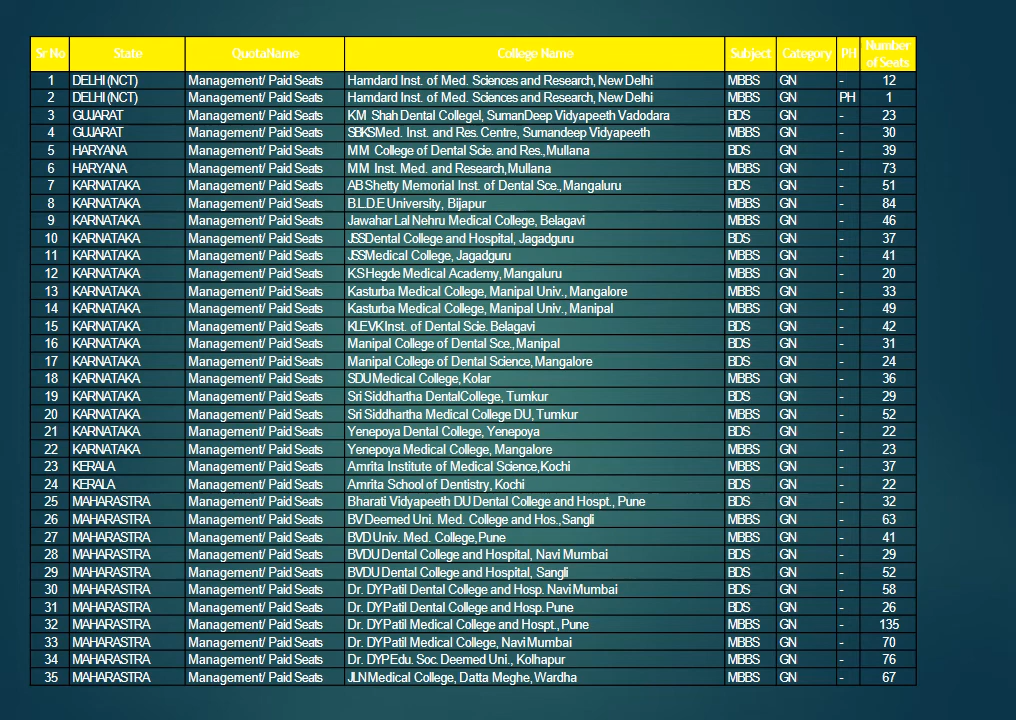 Sr No State QuotaName College Name Subject Category PH Number of Seats
1 DELHI (NCT) Management/ Paid Seats Hamdard Inst. of Med. Sciences and Research, New Delhi MBBS GN - 12
2 DELHI (NCT) Management/ Paid Seats Hamdard Inst. of Med. Sciences and Research, New Delhi MBBS GN PH 1
3 GUJARAT Management/ Paid Seats KM Shah Dental Collegel, SumanDeep Vidyapeeth Vadodara BDS GN - 23
4 GUJARAT Management/ Paid Seats SBKS Med. Inst. and Res. Centre, Sumandeep Vidyapeeth MBBS GN - 30
5 HARYANA Management/ Paid Seats MM College of Dental Scie. and Res., Mullana BDS GN - 39
6 HARYANA Management/ Paid Seats MM Inst. Med. and Research, Mullana MBBS GN - 73
7 KARNATAKA Management/ Paid Seats AB Shetty Memorial Inst. of Dental Sce., Mangaluru BDS GN - 51
8 KARNATAKA Management/ Paid Seats B.L.D.E University, Bijapur MBBS GN - 84
9 KARNATAKA Management/ Paid Seats Jawahar Lal Nehru Medical College, Belagavi MBBS GN - 46
10 KARNATAKA Management/ Paid Seats JSS Dental College and Hospital, Jagadguru BDS GN - 37
11 KARNATAKA Management/ Paid Seats JSS Medical College, Jagadguru MBBS GN - 41
12 KARNATAKA Management/ Paid Seats KS Hegde Medical Academy, Mangaluru MBBS GN - 20
13 KARNATAKA Management/ Paid Seats Kasturba Medical College, Manipal Univ., Mangalore MBBS GN - 33
14 KARNATAKA Management/ Paid Seats Kasturba Medical College, Manipal Univ., Manipal MBBS GN - 49
15 KARNATAKA Management/ Paid Seats KLEVK Inst. of Dental Scie. Belagavi BDS GN - 42
16 KARNATAKA Management/ Paid Seats Manipal College of Dental Sce., Manipal BDS GN - 31
17 KARNATAKA Management/ Paid Seats Manipal College of Dental Science, Mangalore BDS GN - 24
18 KARNATAKA Management/ Paid Seats SDU Medical College, Kolar MBBS GN - 36
19 KARNATAKA Management/ Paid Seats Sri Siddhartha DentalCollege, Tumkur BDS GN - 29
20 KARNATAKA Management/ Paid Seats Sri Siddhartha Medical College DU, Tumkur MBBS GN - 52
21 KARNATAKA Management/ Paid Seats Yenepoya Dental College, Yenepoya BDS GN - 22
22 KARNATAKA Management/ Paid Seats Yenepoya Medical College, Mangalore MBBS GN - 23
23 KERALA Management/ Paid Seats Amrita Institute of Medical Science, Kochi MBBS GN - 37
24 KERALA Management/ Paid Seats Amrita School of Dentistry, Kochi BDS GN - 22
25 MAHARASTRA Management/ Paid Seats Bharati Vidyapeeth DU Dental College and Hospt., Pune BDS GN - 32
26 MAHARASTRA Management/ Paid Seats BV Deemed Uni. Med. College and Hos., Sangli MBBS GN - 63
27 MAHARASTRA Management/ Paid Seats BVD Univ. Med. College, Pune MBBS GN - 41
28 MAHARASTRA Management/ Paid Seats BVDU Dental College and Hospital, Navi Mumbai BDS GN - 29
29 MAHARASTRA Management/ Paid Seats BVDU Dental College and Hospital, Sangli BDS GN - 52
30 MAHARASTRA Management/ Paid Seats Dr. DY Patil Dental College and Hosp. Navi Mumbai BDS GN - 58
31 MAHARASTRA Management/ Paid Seats Dr. DY Patil Dental College and Hosp. Pune BDS GN - 26
32 MAHARASTRA Management/ Paid Seats Dr. DY Patil Medical College and Hospt., Pune MBBS GN - 135
33 MAHARASTRA Management/ Paid Seats Dr. DY Patil Medical College, Navi Mumbai MBBS GN - 70
34 MAHARASTRA Management/ Paid Seats Dr. DYP Edu. Soc. Deemed Uni., Kolhapur MBBS GN - 76
35 MAHARASTRA Management/ Paid Seats JLN Medical College, Datta Meghe, Wardha MBBS GN - 67